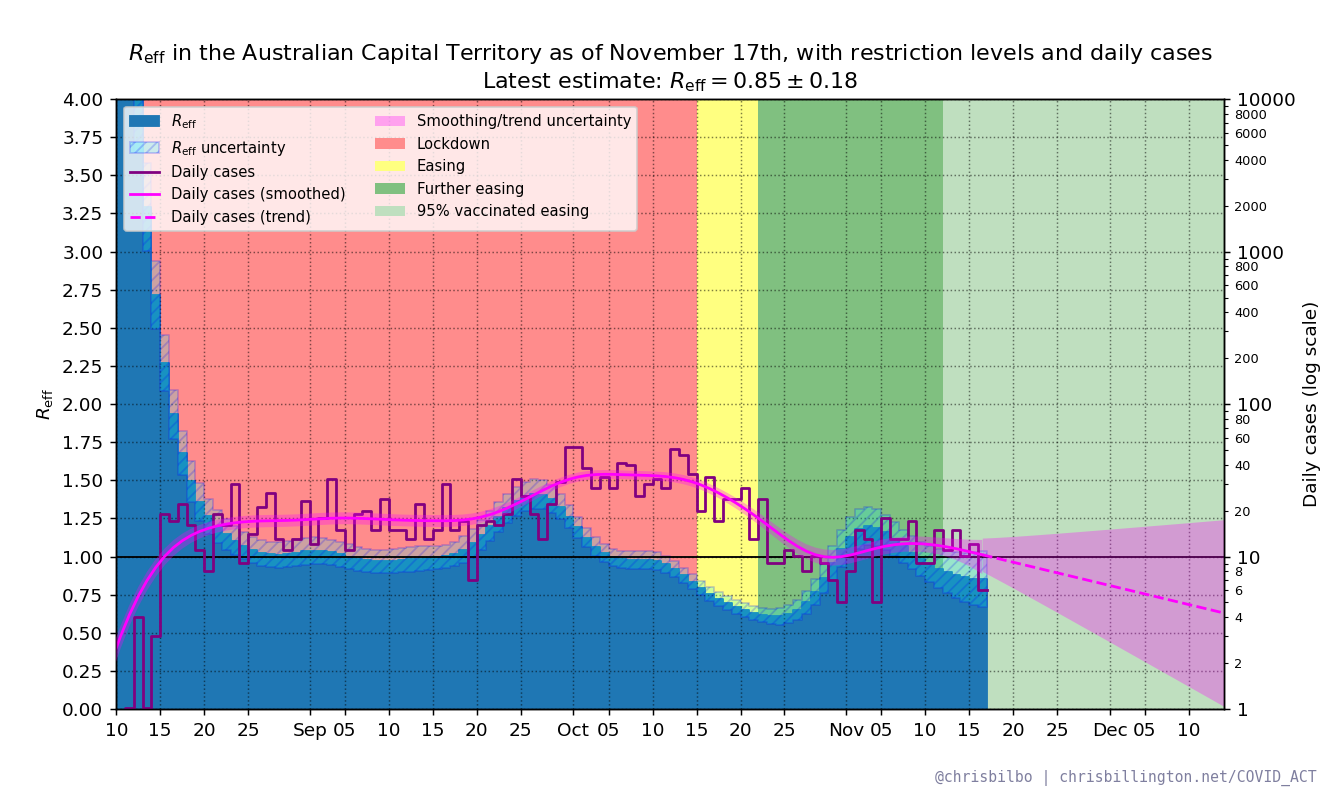 R_eff in the Australian Capital Territory as of November 17th, with restriction levels and daily cases
Latest estimate: R_eff = 0.85 ± 0.18
R_eff
R_eff uncertainty
Daily cases
Daily cases (smoothed)
Daily cases (trend)
Smoothing/trend uncertainty
Lockdown
Easing
Further easing
95% vaccinated easing
R_eff
4.00
3.75
3.50
3.25
3.00
2.75
2.50
2.25
2.00
1.75
1.50
1.25
1.00
0.75
0.50
0.25
0.00
10000
8000
6000
4000
2000
1000
800
600
400
200
100
80
60
40
20
10
8
6
4
2
1
Daily cases (log scale)
10 15 20 25 Sep 05 10 15 20 25 Oct 05 10 15 20 25 Nov 05 10 15 20 25 Dec 05 10
@chrisbilbo | chrisbillington.net/COVID_ACT